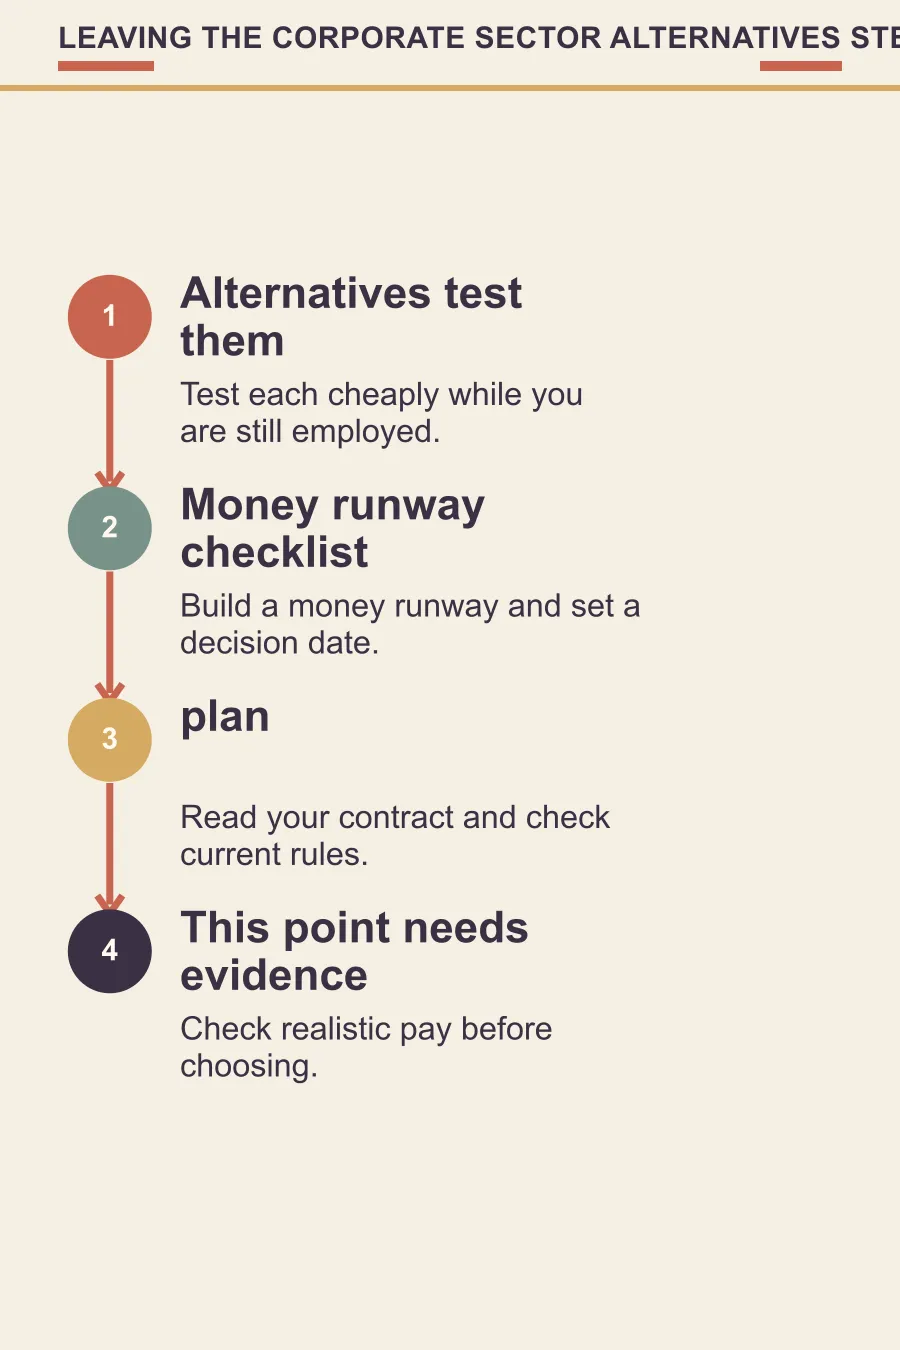 LEAVING THE CORPORATE SECTOR ALTERNATIVES STE
1
Alternatives test
them
Test each cheaply while you
are still employed.
2
Money runway
checklist
Build a money runway and set a
decision date.
3
plan
Read your contract and check
current rules.
4
This point needs
evidence
Check realistic pay before
choosing.